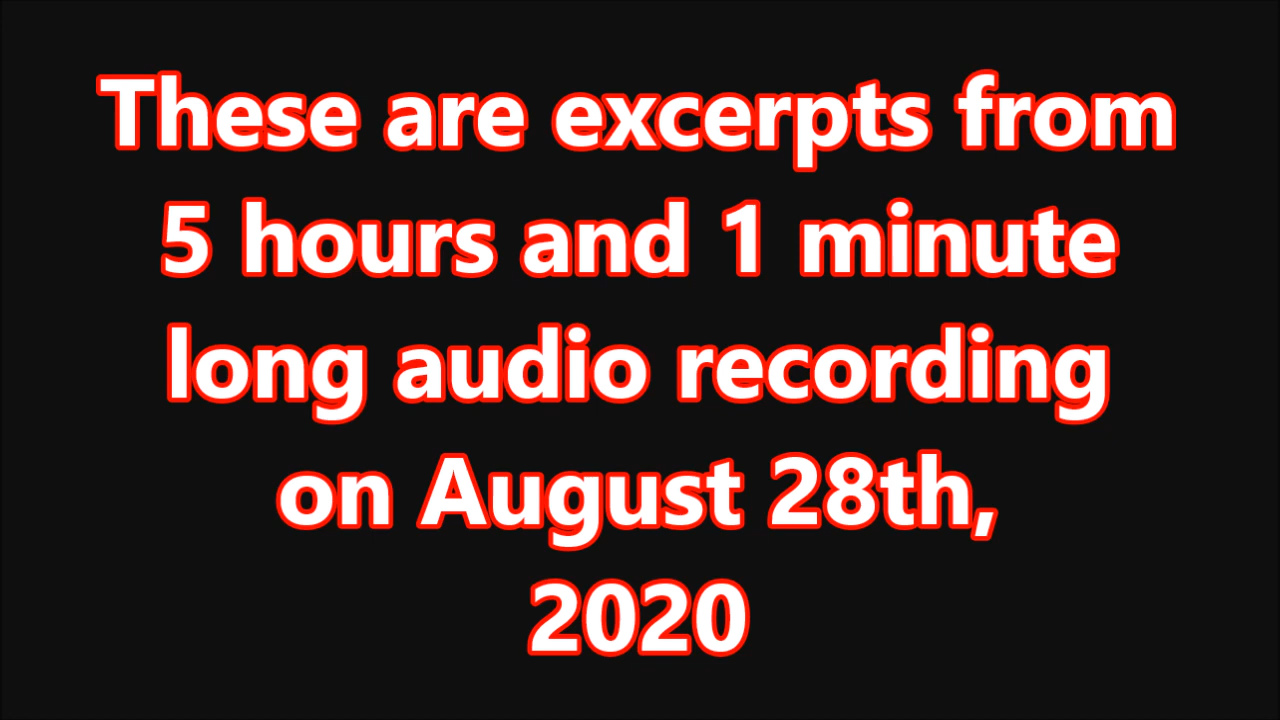 These are excerpts from
5 hours and 1 minute
long audio recording
on August 28th,
2020